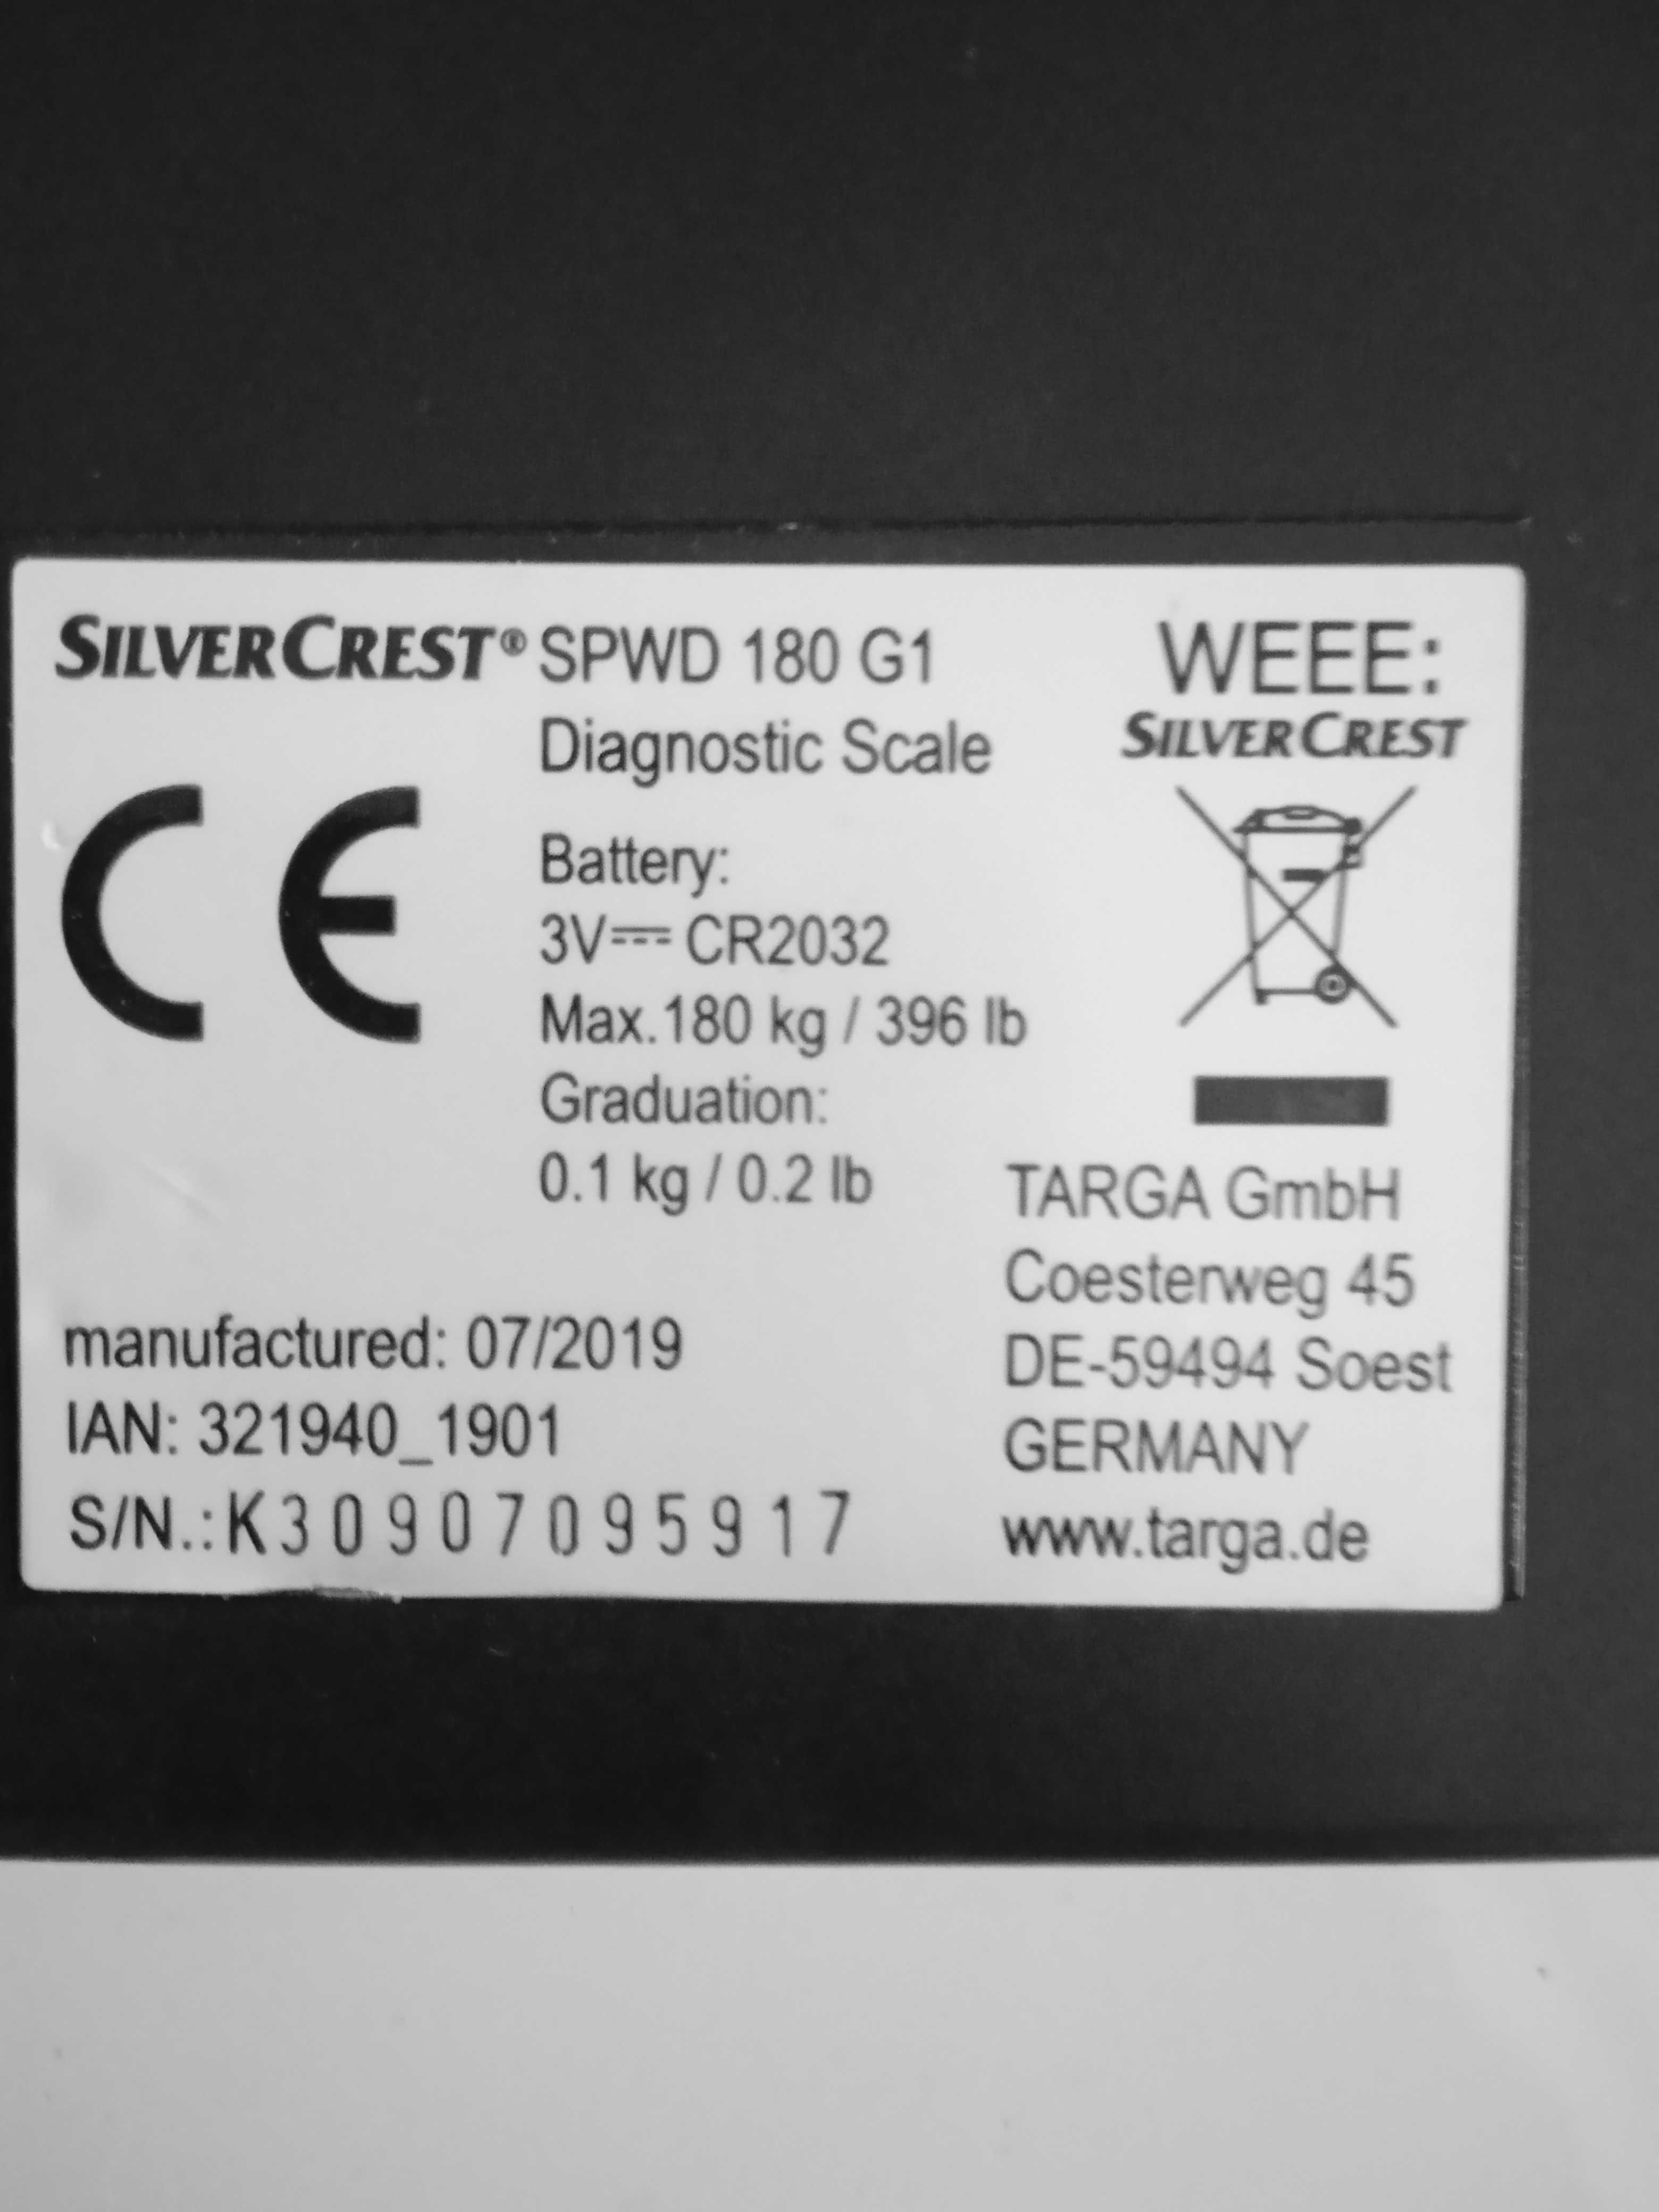 SILVERCREST® SPWD 180 G1
Diagnostic Scale
Battery:
3V⎓ CR2032
Max.180 kg / 396 lb
Graduation:
0.1 kg / 0.2 lb
CE
manufactured: 07/2019
IAN: 321940_1901
S/N.:K30907095917
WEEE:
SILVERCREST
TARGA GmbH
Coesterweg 45
DE-59494 Soest
GERMANY
www.targa.de